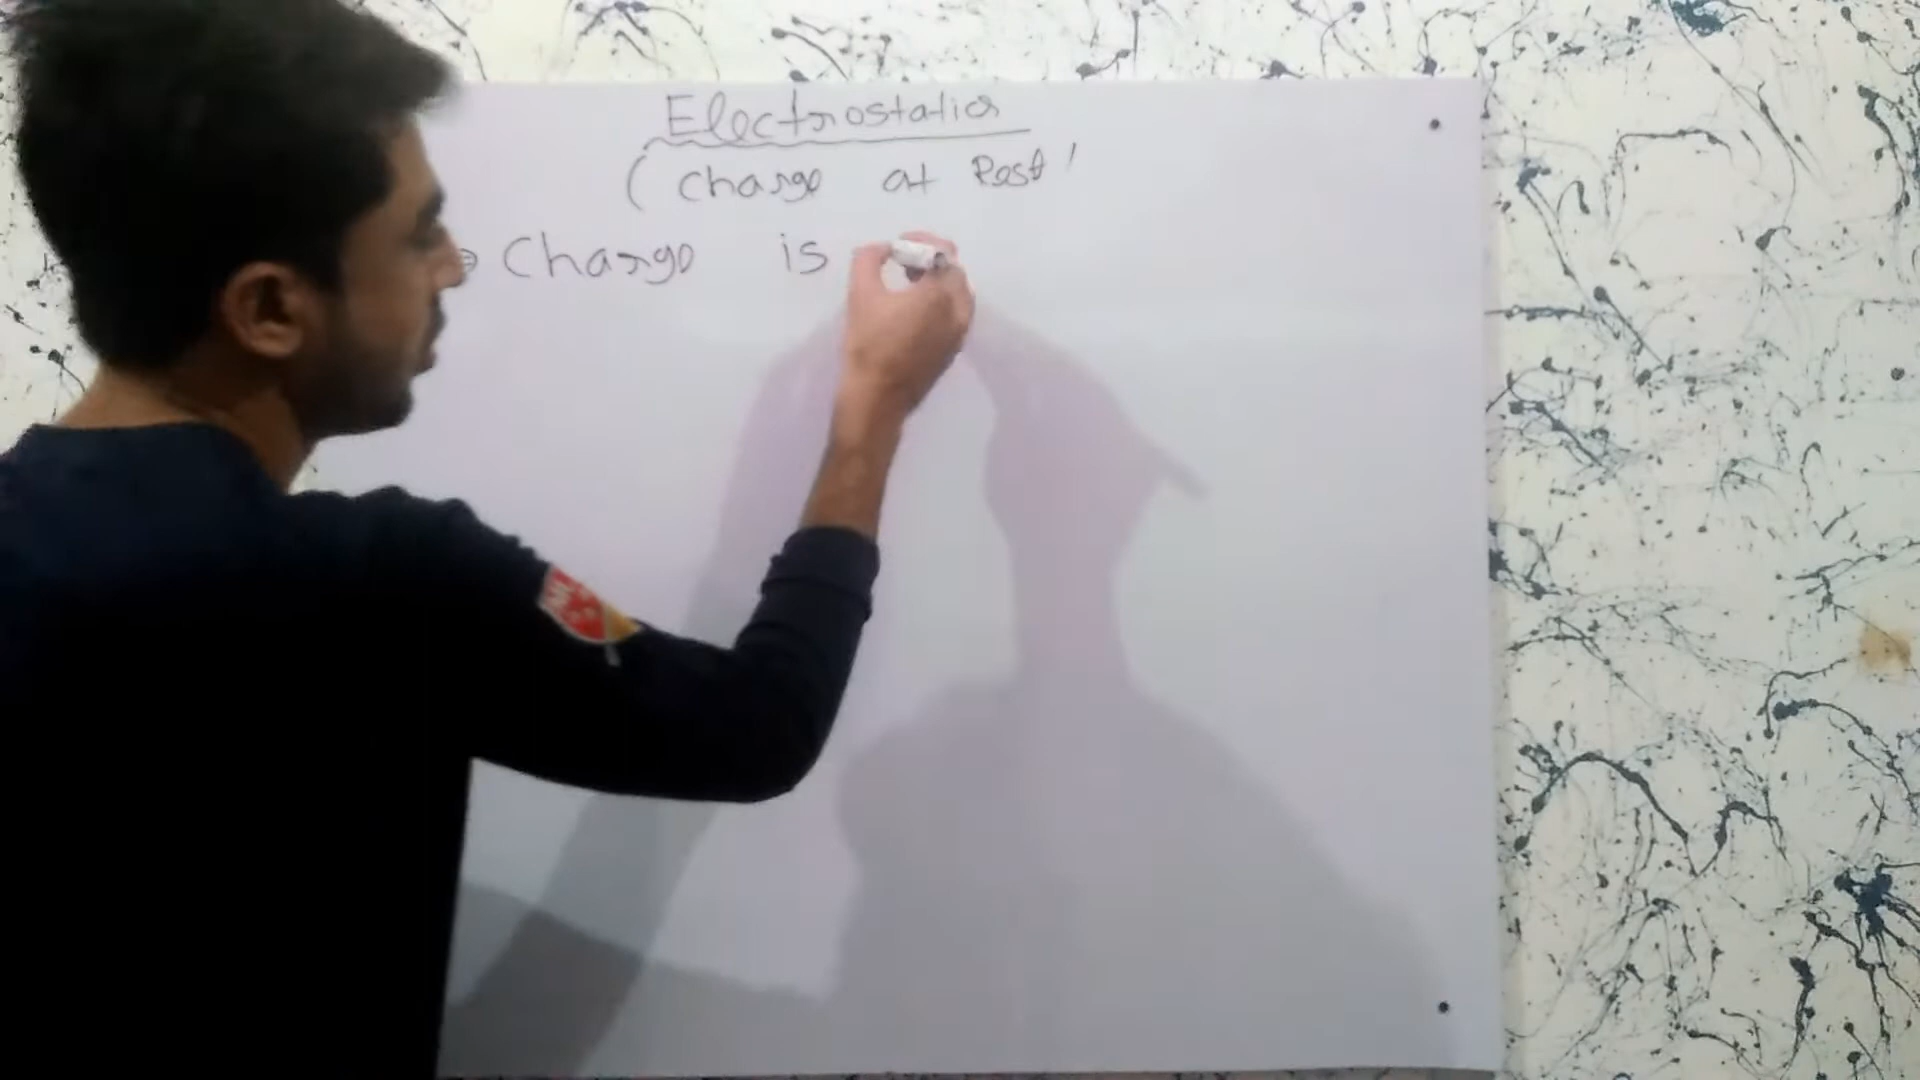 Electrostatics
(Charge at Rest)
⇒ Charge is